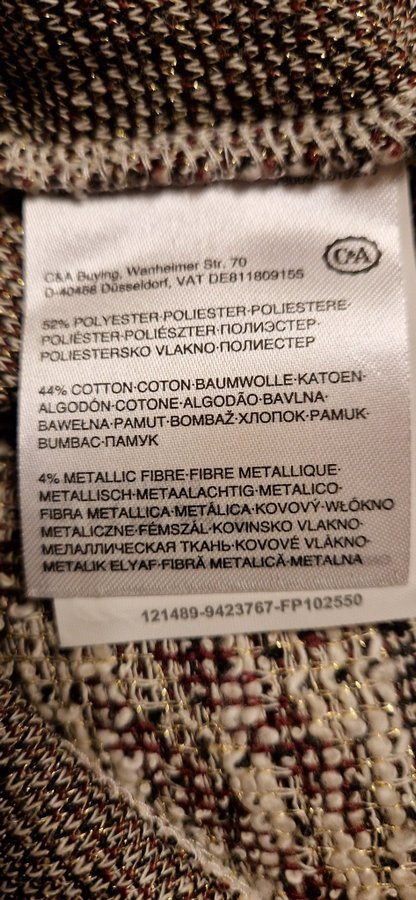 C&A
C&A Buying, Wanheimer Str. 70
D-40468 Düsseldorf, VAT DE811809155
52% POLYESTER·POLIESTER·POLIESTERE·
POLIÉSTER·POLIÉSZTER·ПОЛИЭСТЕР·
POLIESTERSKO VLAKNO·ПОЛИЕСТЕР
44% COTTON·COTON·BAUMWOLLE·KATOEN·
ALGODÓN·COTONE·ALGODÃO·BAVLNA·
BAWEŁNA·PAMUT·BOMBAŽ·ХЛОПОК·PAMUK·
BUMBAC·ПАМУК
4% METALLIC FIBRE·FIBRE METALLIQUE·
METALLISCH·METAALACHTIG·METALICO·
FIBRA METALLICA·METÁLICA·KOVOVÝ·WŁÓKNO
METALICZNE·FÉMSZÁL·KOVINSKO VLAKNO·
МЕЛАЛЛИЧЕСКАЯ ТКАНЬ·KOVOVÉ VLÁKNO·
METALIK ELYAF·FIBRĂ METALICĂ·METALNA
121489-9423767-FP102550